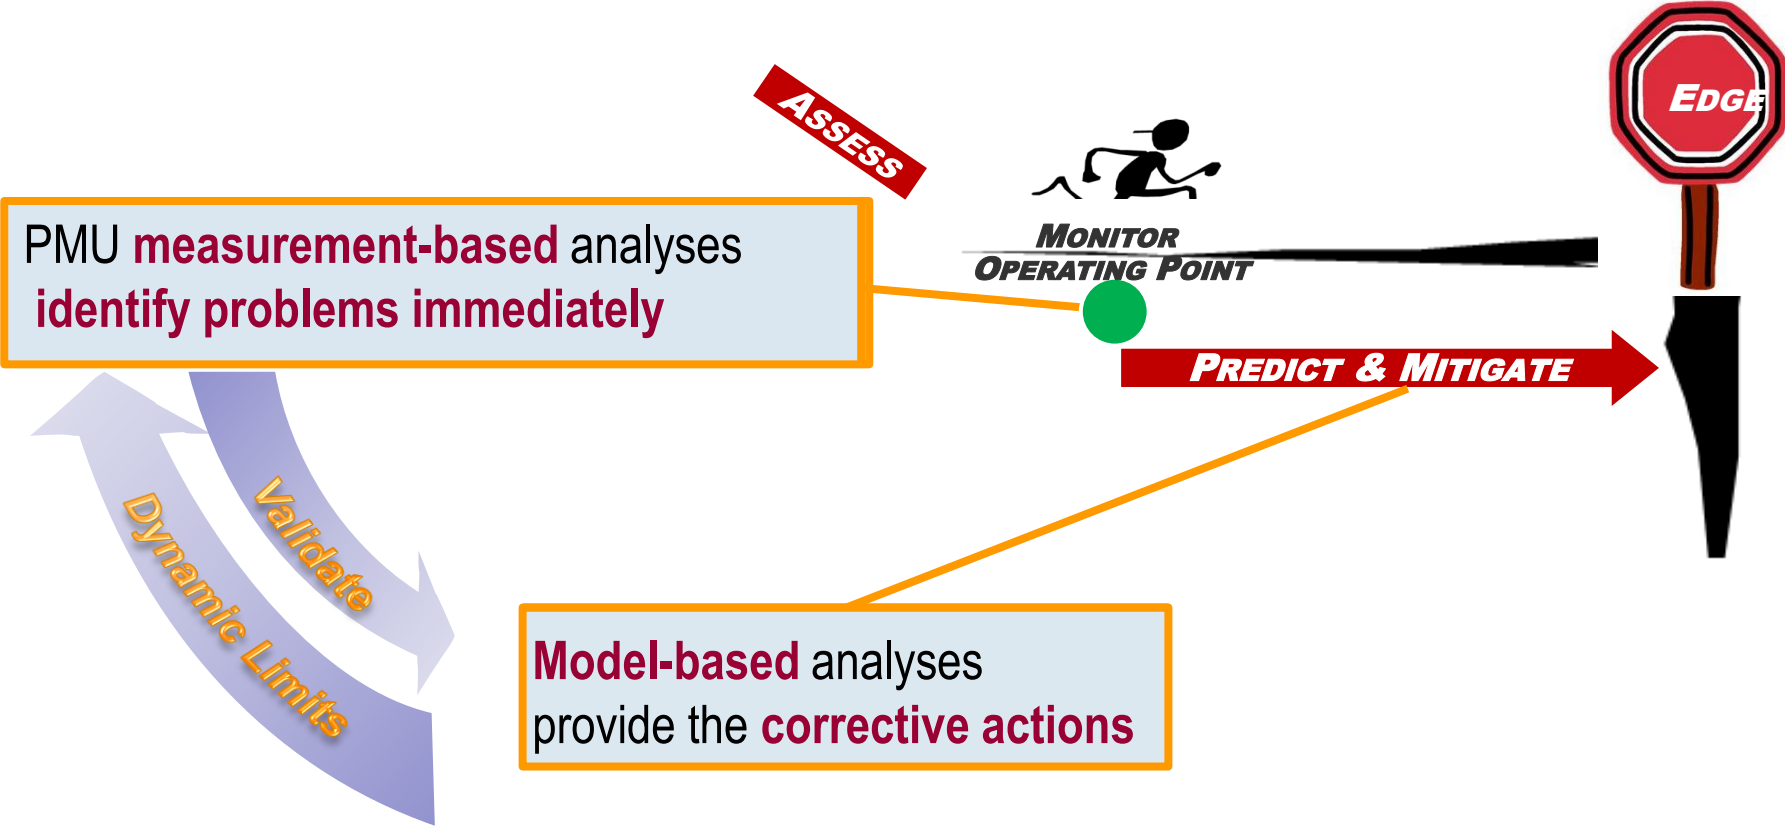 EDGE
ASSESS
MONITOR
OPERATING POINT
PMU measurement-based analyses
identify problems immediately
PREDICT & MITIGATE
Validate
Dynamic Limits
Model-based analyses
provide the corrective actions